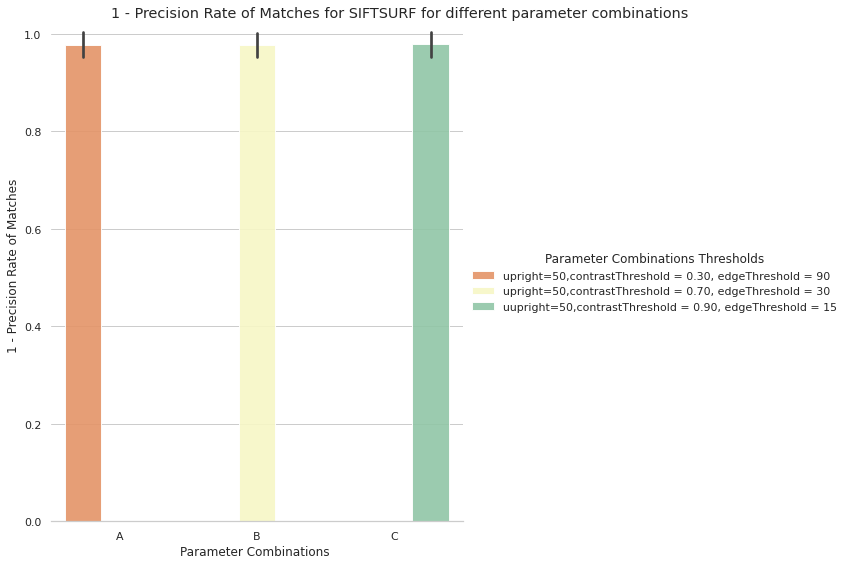 1 - Precision Rate of Matches for SIFTSURF for different parameter combinations
1.0
0.8
0.6
0.4
0.2
0.0
1 - Precision Rate of Matches
A B C
Parameter Combinations
Parameter Combinations Thresholds
upright=50,contrastThreshold = 0.30, edgeThreshold = 90
upright=50,contrastThreshold = 0.70, edgeThreshold = 30
uupright=50,contrastThreshold = 0.90, edgeThreshold = 15